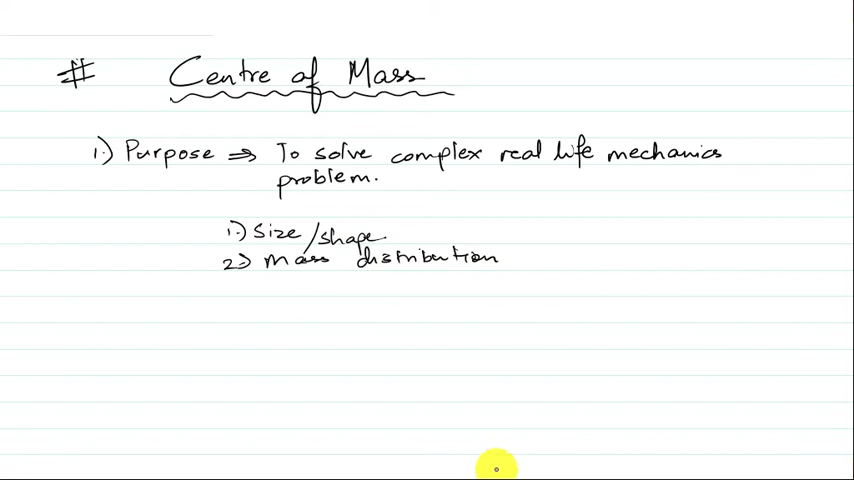 # Centre of Mass
1.) Purpose ⇒ To solve complex real life mechanics
problem.
1.) Size/shape
2.) Mass distribution